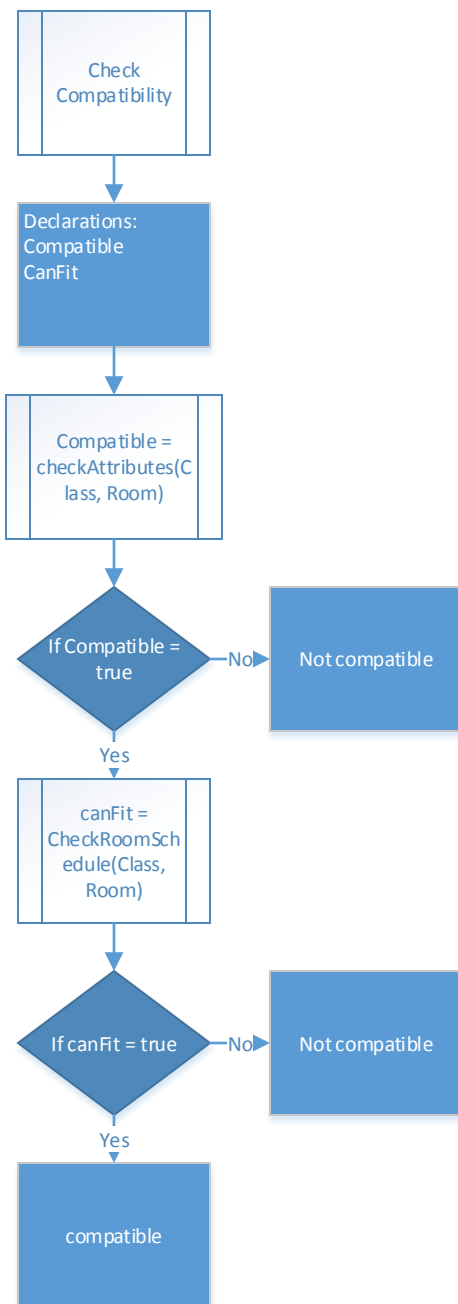 Check
Compatibility
Declarations:
Compatible
CanFit
Compatible =
checkAttributes(C
lass, Room)
If Compatible =
true
No
Not compatible
Yes
canFit =
CheckRoomSch
edule(Class,
Room)
If canFit = true
No
Not compatible
Yes
compatible